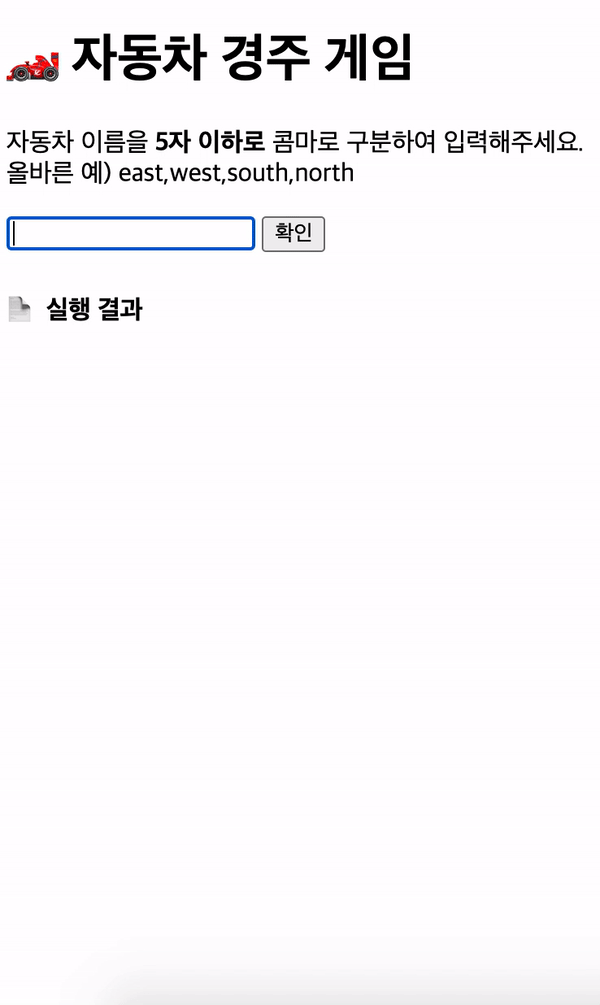 자동차 경주 게임
자동차 이름을 5자 이하로 콤마로 구분하여 입력해주세요.
올바른 예) east,west,south,north
확인
실행 결과